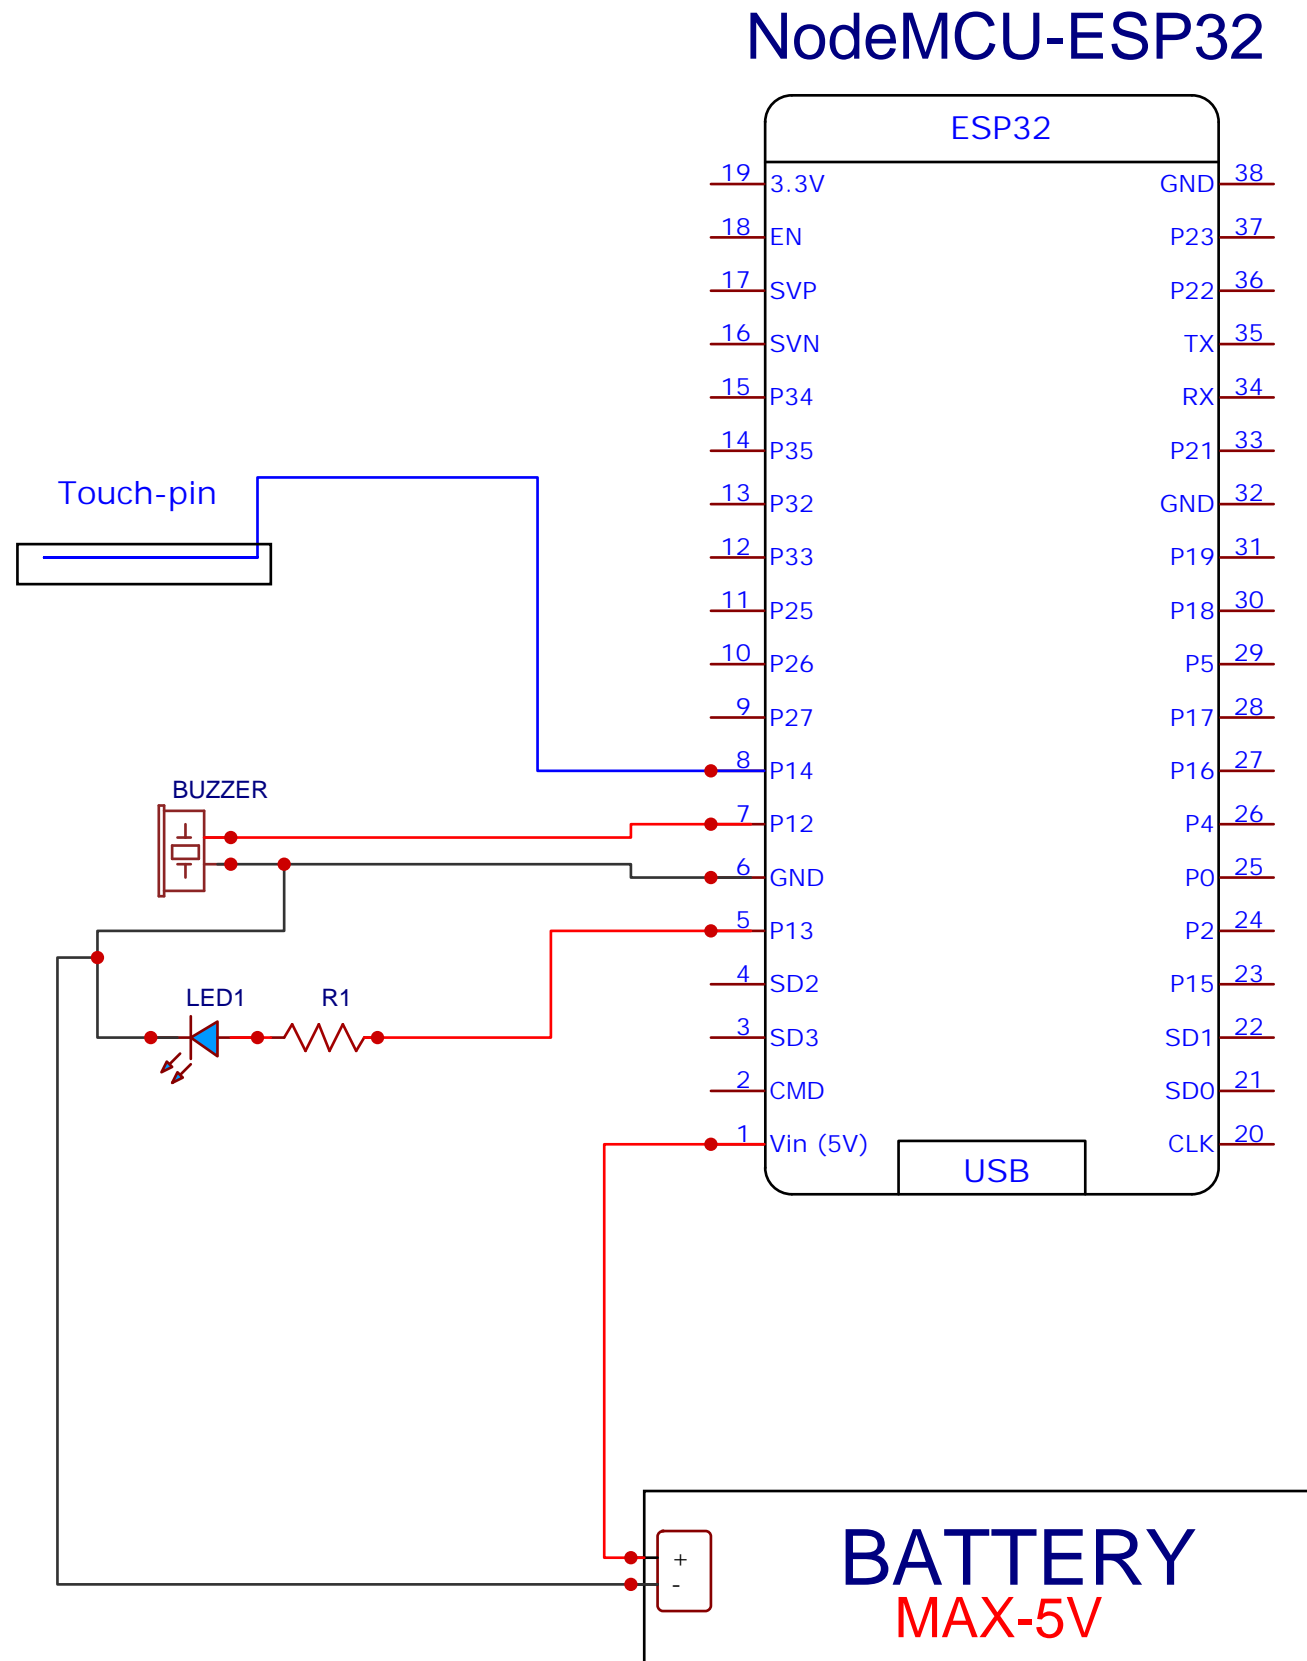 NodeMCU-ESP32
ESP32
19 3.3V GND 38
18 EN P23 37
17 SVP P22 36
16 SVN TX 35
15 P34 RX 34
14 P35 P21 33
Touch-pin
13 P32 GND 32
12 P33 P19 31
11 P25 P18 30
10 P26 P5 29
9 P27 P17 28
8 P14 P16 27
BUZZER
7 P12 P4 26
6 GND P0 25
5 P13 P2 24
4 SD2 P15 23
LED1 R1
3 SD3 SD1 22
2 CMD SD0 21
1 Vin (5V) CLK 20
USB
BATTERY
+
-
MAX-5V